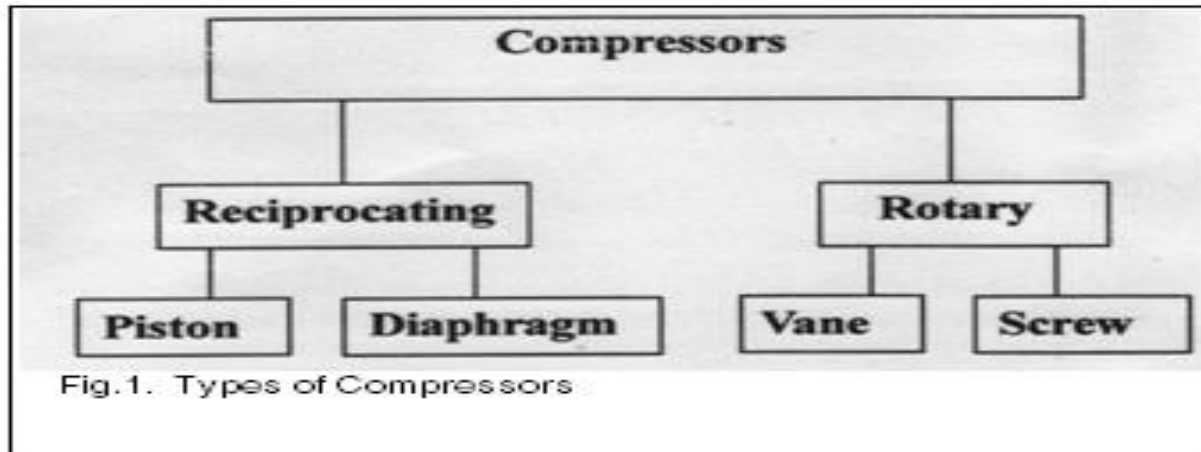 Compressors
Reciprocating
Rotary
Piston
Diaphragm
Vane
Screw
Fig.1. Types of Compressors